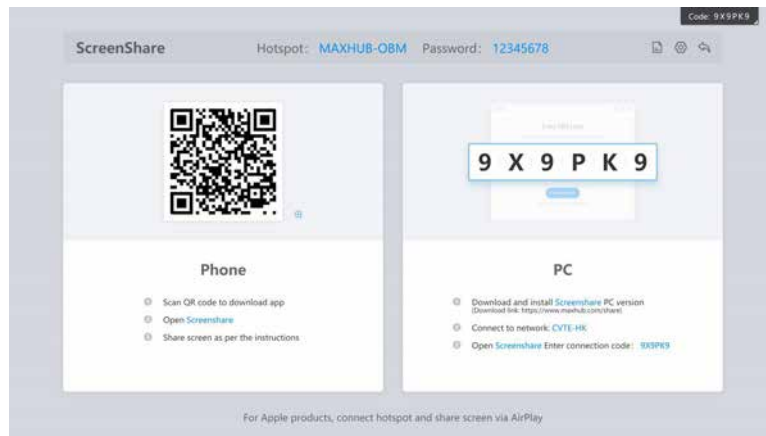 Code: 9X9PK9
ScreenShare Hotspot: MAXHUB-OBM Password: 12345678
9 X 9 P K 9
Phone
Scan QR code to download app
Open Screenshare
Share screen as per the instructions
PC
Download and install Screenshare PC version
(Download link: https://www.maxhub.com/share)
Connect to network: CVTE-HK
Open Screenshare Enter connection code: 9X9PK9
For Apple products, connect hotspot and share screen via AirPlay